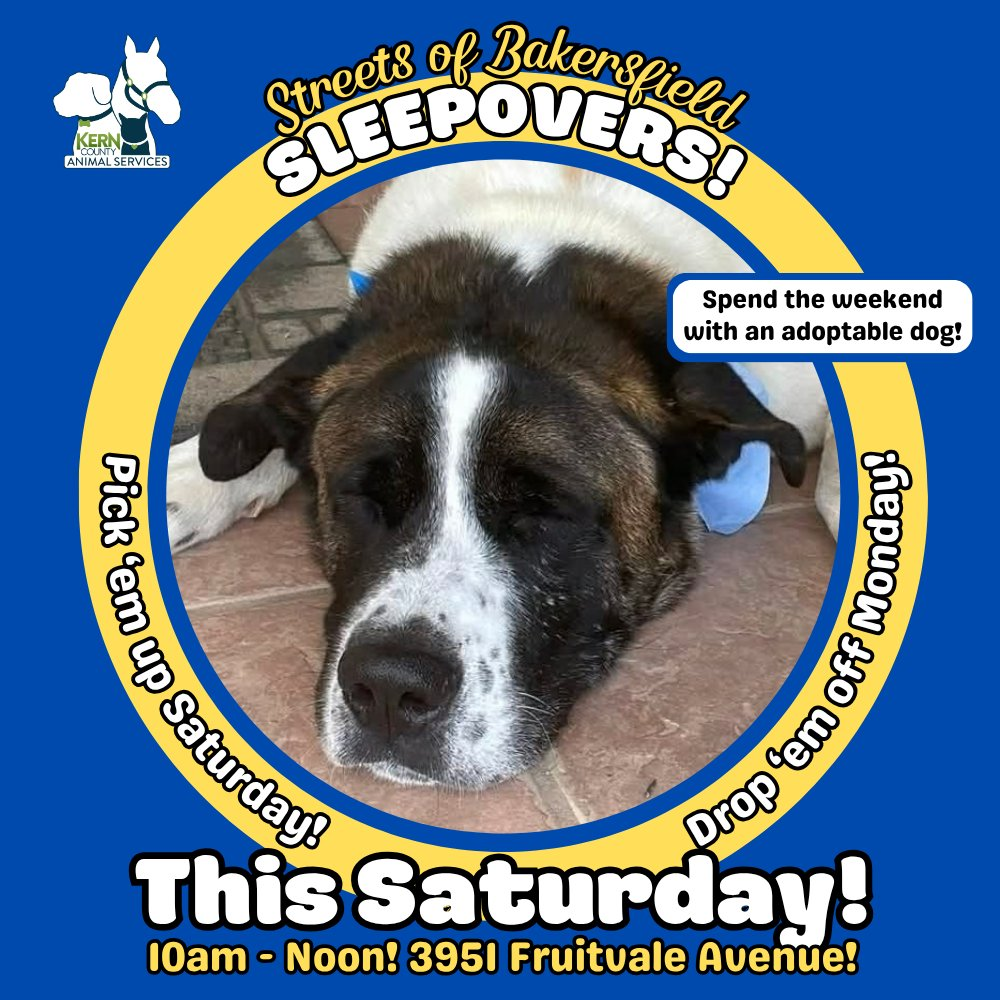 KERN
COUNTY
ANIMAL SERVICES
Streets of Bakersfield
SLEEPOVERS!
Spend the weekend
with an adoptable dog!
Pick ‘em up Saturday!
Drop ‘em off Monday!
This Saturday!
10am - Noon! 3951 Fruitvale Avenue!